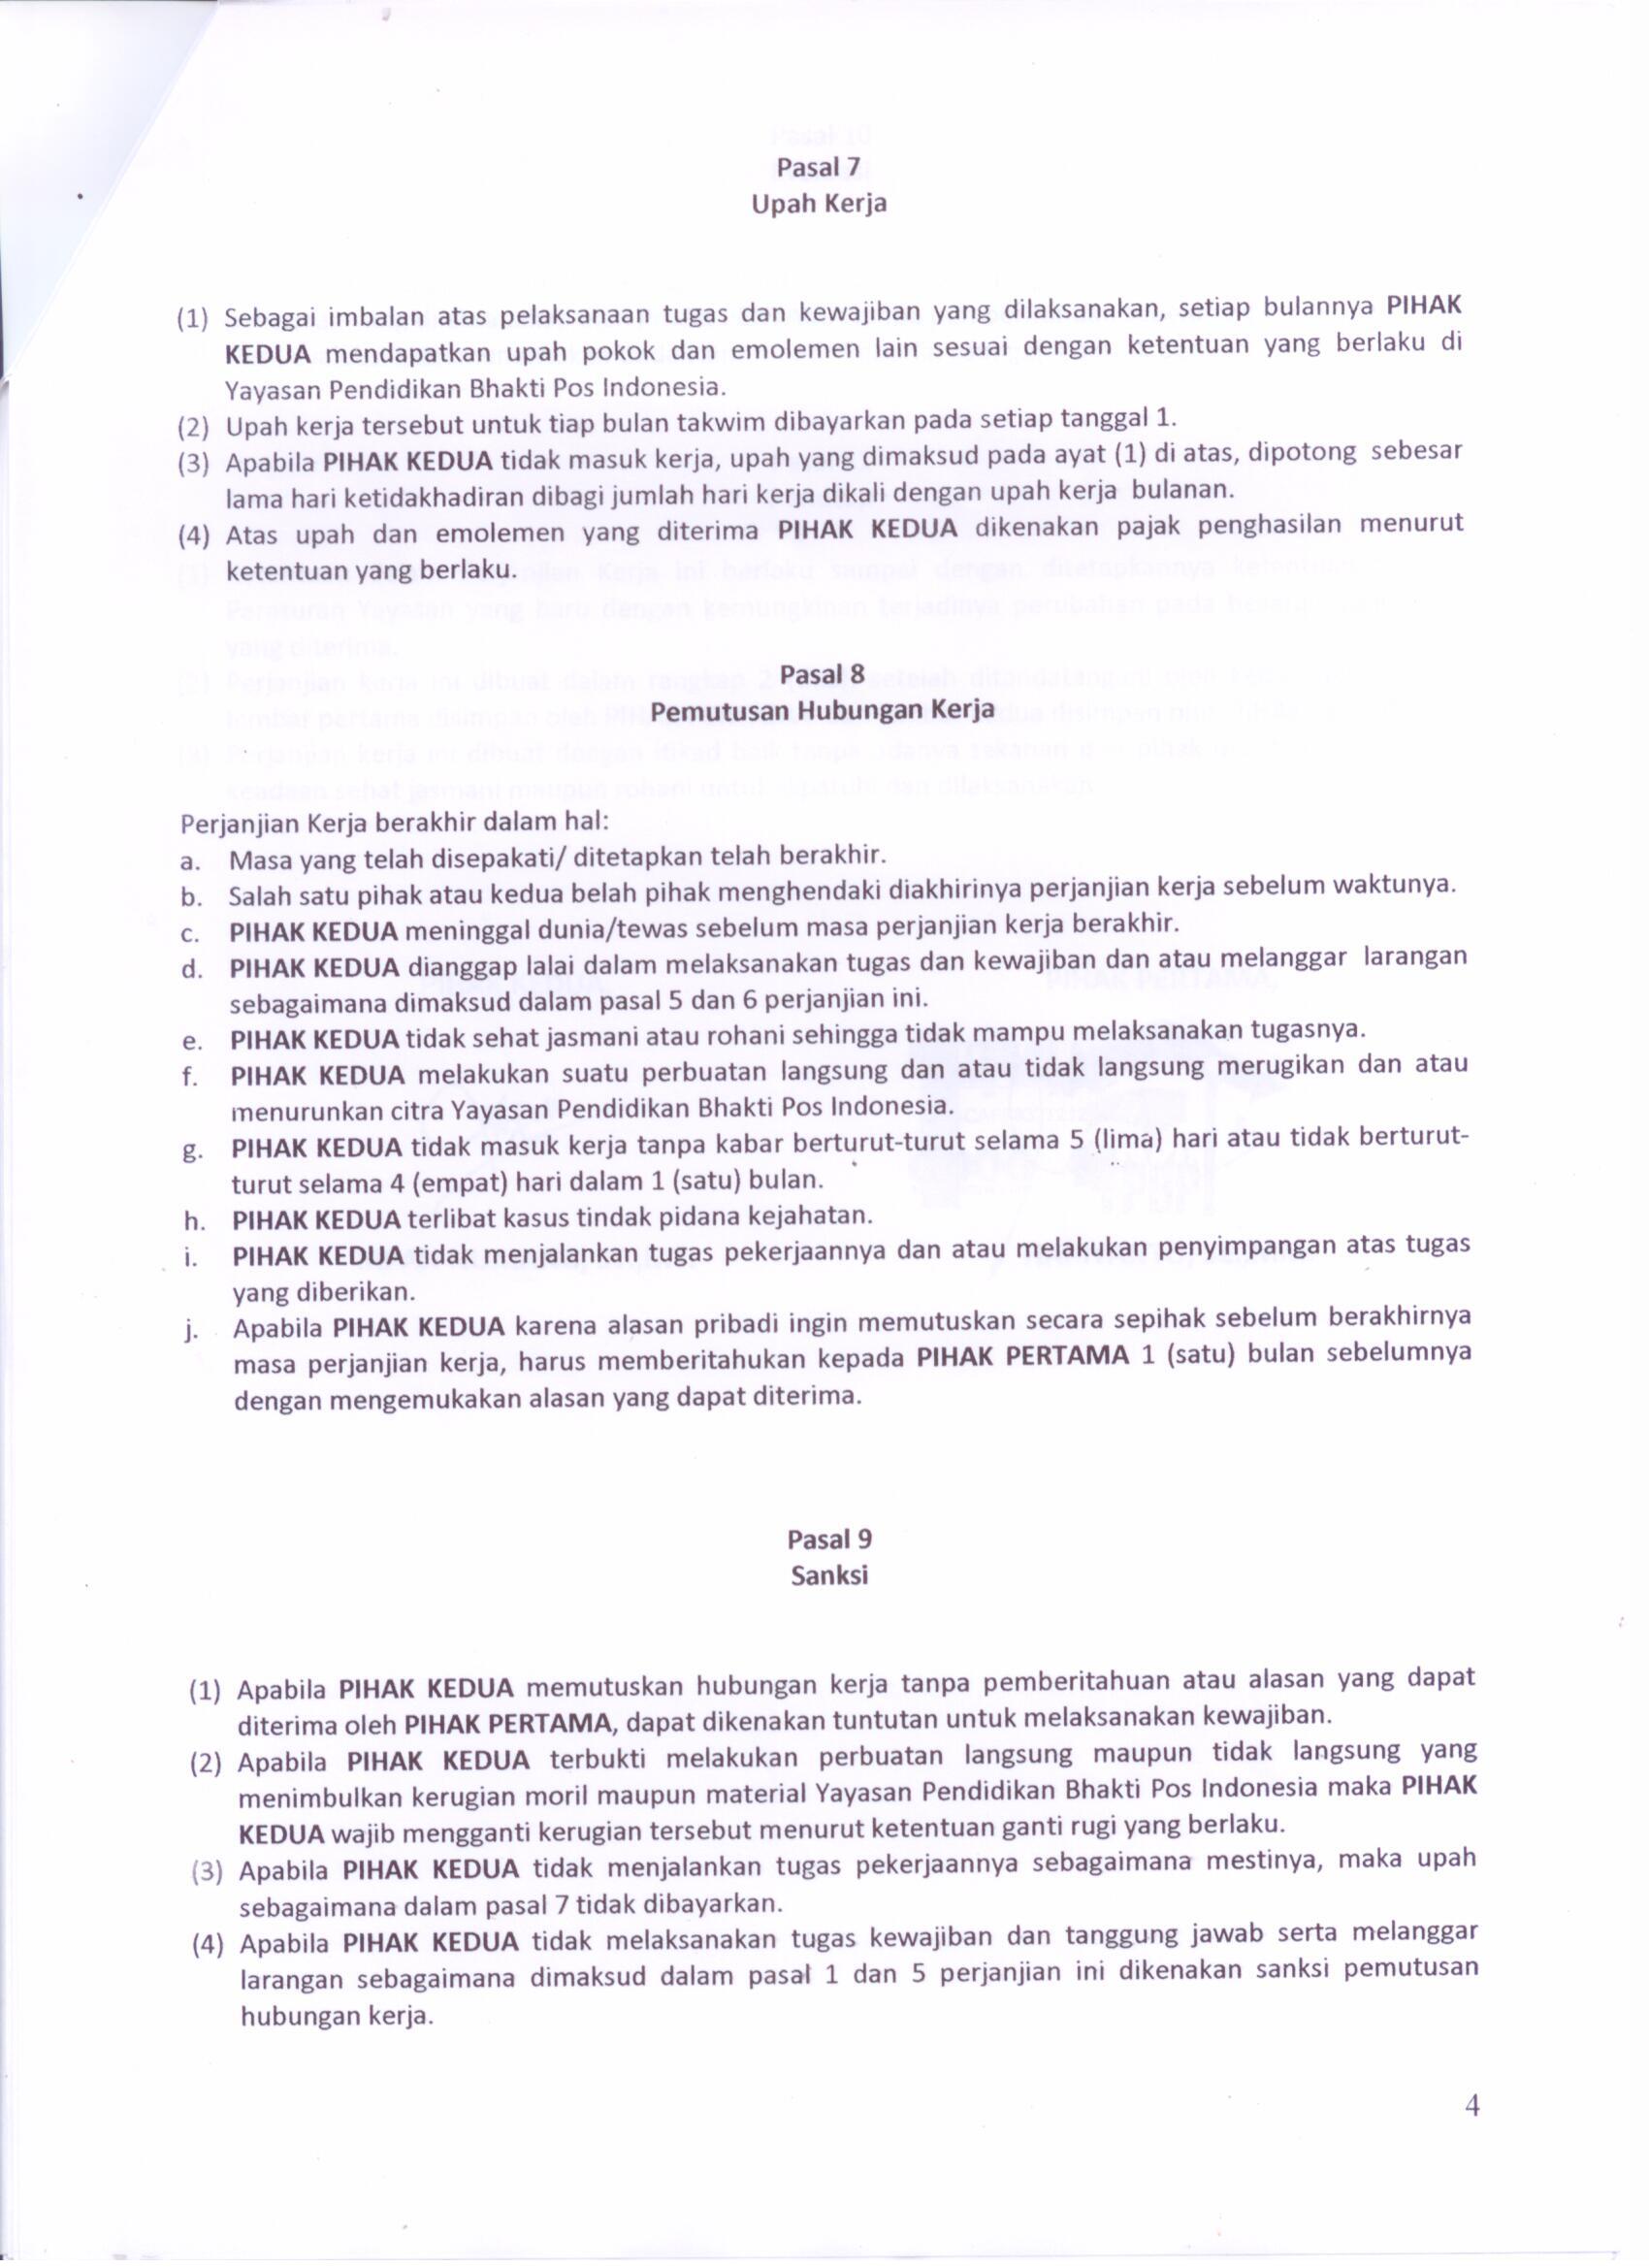 Pasal 7
Upah Kerja
(1) Sebagai imbalan atas pelaksanaan tugas dan kewajiban yang dilaksanakan, setiap bulannya PIHAK
KEDUA mendapatkan upah pokok dan emolemen lain sesuai dengan ketentuan yang berlaku di
Yayasan Pendidikan Bhakti Pos Indonesia.
(2) Upah kerja tersebut untuk tiap bulan takwim dibayarkan pada setiap tanggal 1.
(3) Apabila PIHAK KEDUA tidak masuk kerja, upah yang dimaksud pada ayat (1) di atas, dipotong sebesar
lama hari ketidakhadiran dibagi jumlah hari kerja dikali dengan upah kerja bulanan.
(4) Atas upah dan emolemen yang diterima PIHAK KEDUA dikenakan pajak penghasilan menurut
ketentuan yang berlaku.
Pasal 8
Pemutusan Hubungan Kerja
Perjanjian Kerja berakhir dalam hal:
a. Masa yang telah disepakati/ ditetapkan telah berakhir.
b. Salah satu pihak atau kedua belah pihak menghendaki diakhirinya perjanjian kerja sebelum waktunya.
c. PIHAK KEDUA meninggal dunia/tewas sebelum masa perjanjian kerja berakhir.
d. PIHAK KEDUA dianggap lalai dalam melaksanakan tugas dan kewajiban dan atau melanggar larangan
sebagaimana dimaksud dalam pasal 5 dan 6 perjanjian ini.
e. PIHAK KEDUA tidak sehat jasmani atau rohani sehingga tidak mampu melaksanakan tugasnya.
f. PIHAK KEDUA melakukan suatu perbuatan langsung dan atau tidak langsung merugikan dan atau
menurunkan citra Yayasan Pendidikan Bhakti Pos Indonesia.
g. PIHAK KEDUA tidak masuk kerja tanpa kabar berturut-turut selama 5 (lima) hari atau tidak berturut-
turut selama 4 (empat) hari dalam 1 (satu) bulan.
h. PIHAK KEDUA terlibat kasus tindak pidana kejahatan.
i. PIHAK KEDUA tidak menjalankan tugas pekerjaannya dan atau melakukan penyimpangan atas tugas
yang diberikan.
j. Apabila PIHAK KEDUA karena alasan pribadi ingin memutuskan secara sepihak sebelum berakhirnya
masa perjanjian kerja, harus memberitahukan kepada PIHAK PERTAMA 1 (satu) bulan sebelumnya
dengan mengemukakan alasan yang dapat diterima.
Pasal 9
Sanksi
(1) Apabila PIHAK KEDUA memutuskan hubungan kerja tanpa pemberitahuan atau alasan yang dapat
diterima oleh PIHAK PERTAMA, dapat dikenakan tuntutan untuk melaksanakan kewajiban.
(2) Apabila PIHAK KEDUA terbukti melakukan perbuatan langsung maupun tidak langsung yang
menimbulkan kerugian moril maupun material Yayasan Pendidikan Bhakti Pos Indonesia maka PIHAK
KEDUA wajib mengganti kerugian tersebut menurut ketentuan ganti rugi yang berlaku.
(3) Apabila PIHAK KEDUA tidak menjalankan tugas pekerjaannya sebagaimana mestinya, maka upah
sebagaimana dalam pasal 7 tidak dibayarkan.
(4) Apabila PIHAK KEDUA tidak melaksanakan tugas kewajiban dan tanggung jawab serta melanggar
larangan sebagaimana dimaksud dalam pasal 1 dan 5 perjanjian ini dikenakan sanksi pemutusan
hubungan kerja.
4